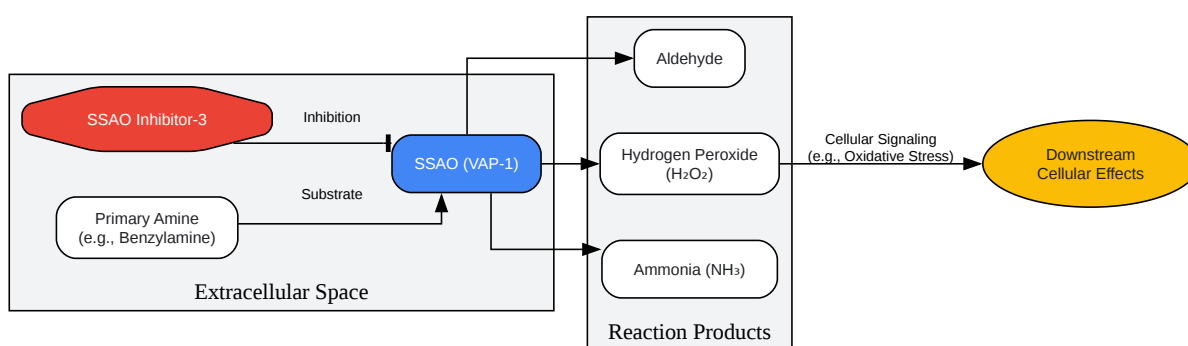 SSAO Inhibitor-3
Inhibition
SSAO (VAP-1)
Substrate
Primary Amine
(e.g., Benzylamine)
Extracellular Space
Aldehyde
Hydrogen Peroxide
(H₂O₂)
Ammonia (NH₃)
Reaction Products
Cellular Signaling
(e.g., Oxidative Stress)
Downstream
Cellular Effects